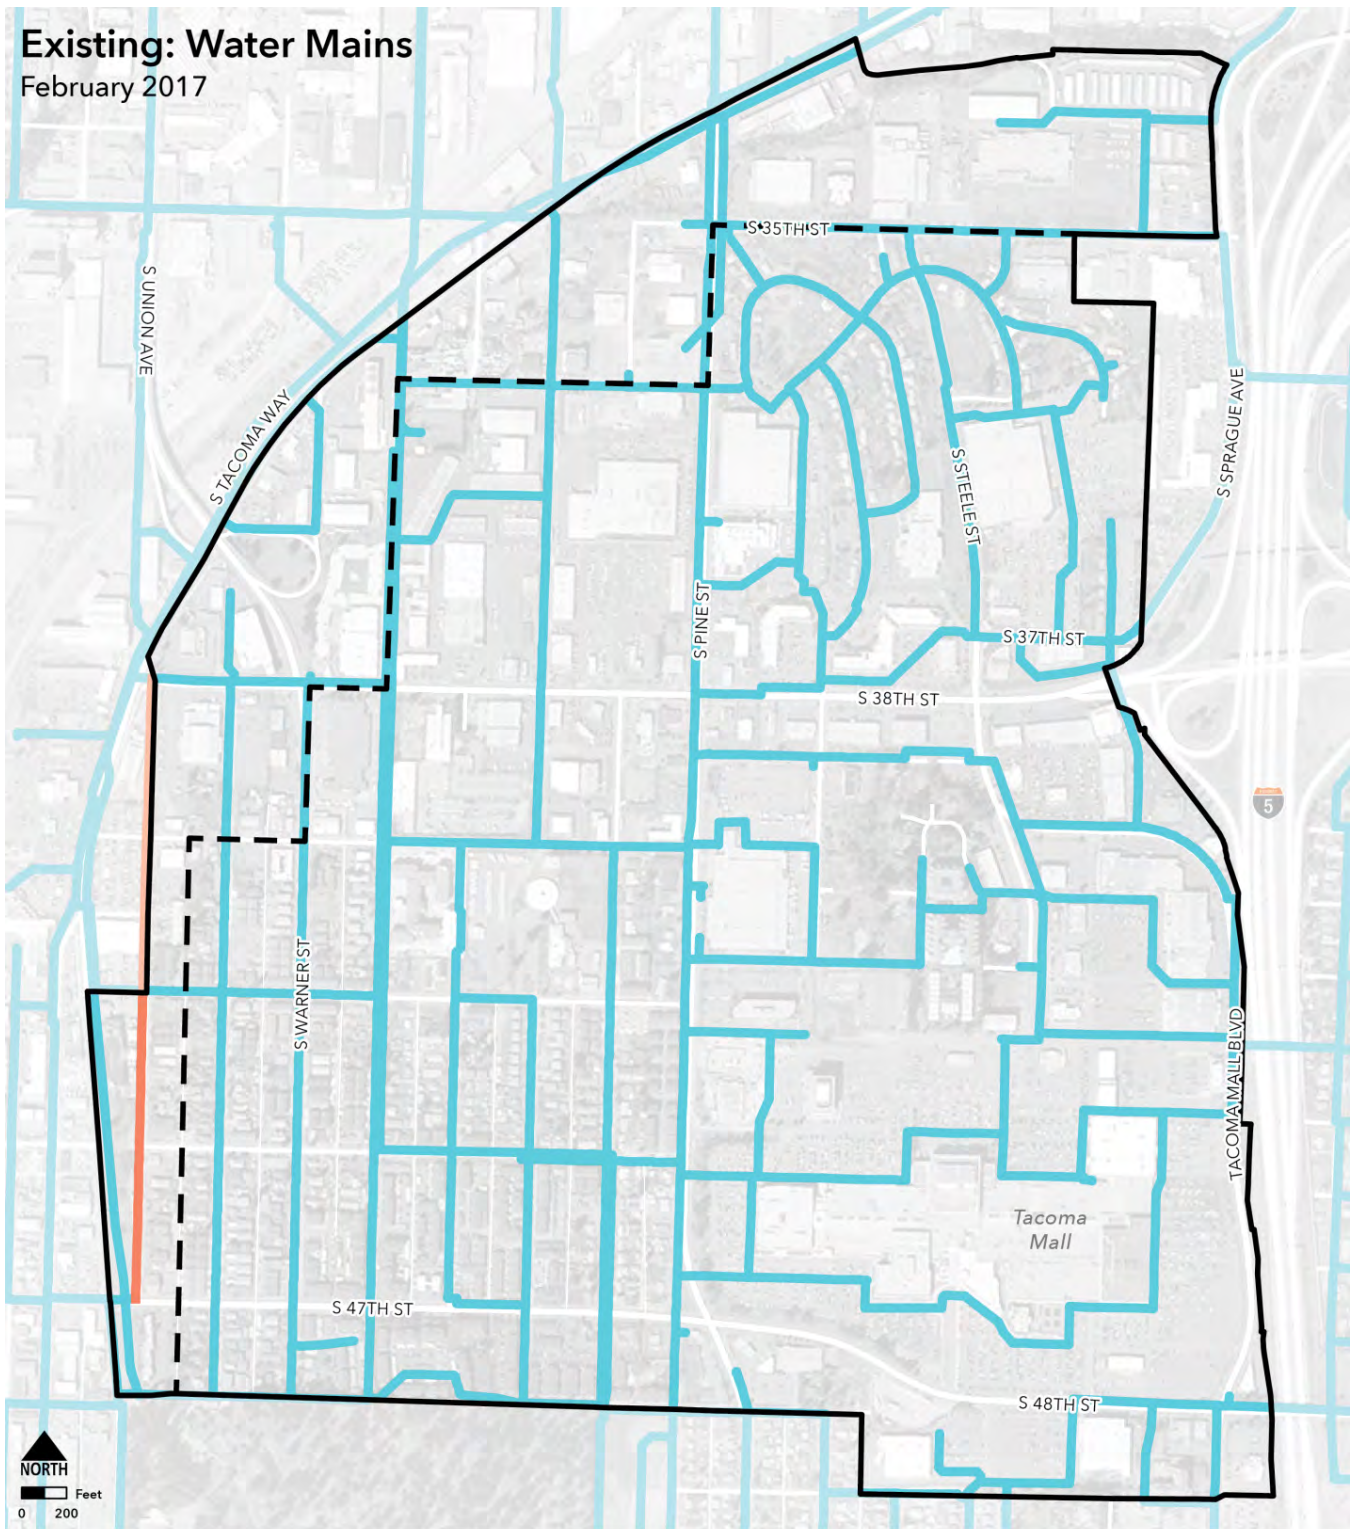 Existing: Water Mains
February 2017
S 35TH ST
S UNION AVE
S TACOMA WAY
S SPRAGUE AVE
S STEELE ST
S PINE ST
S 37TH ST
S 38TH ST
5
S WARNER ST
TACOMA MALL BLVD
Tacoma
Mall
S 47TH ST
S 48TH ST
NORTH
Feet
0 200